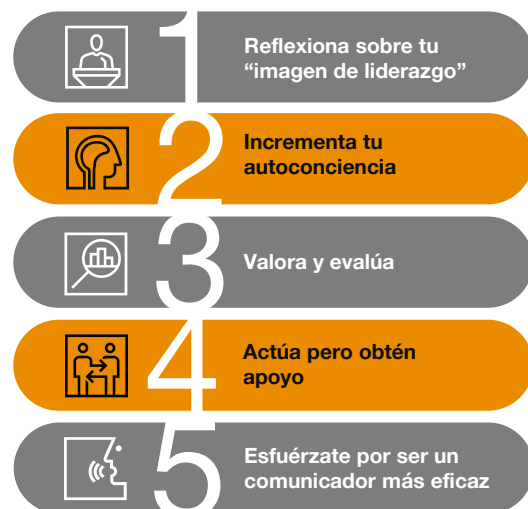 1
Reflexiona sobre tu
“imagen de liderazgo”
2
Incrementa tu
autoconciencia
3
Valora y evalúa
4
Actúa pero obtén
apoyo
5
Esfuérzate por ser un
comunicador más eficaz